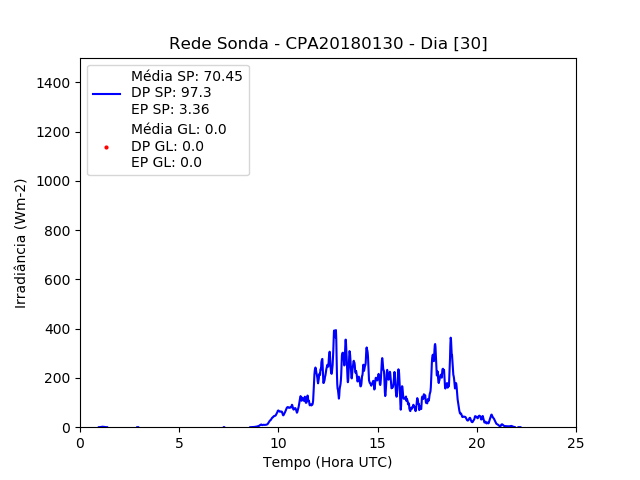 Rede Sonda - CPA20180130 - Dia [30]
Média SP: 70.45
DP SP: 97.3
EP SP: 3.36
Média GL: 0.0
DP GL: 0.0
EP GL: 0.0
Irradiância (Wm-2)
1400
1200
1000
800
600
400
200
0
0 5 10 15 20 25
Tempo (Hora UTC)